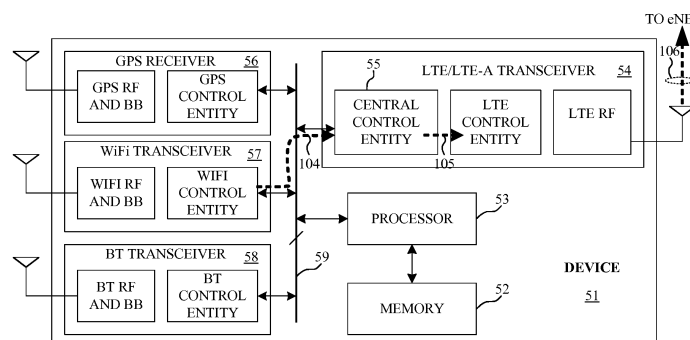 TO eNB
106
GPS RECEIVER
56
GPS RF
AND BB
GPS
CONTROL
ENTITY
WiFi TRANSCEIVER
57
WIFI RF
AND BB
WIFI
CONTROL
ENTITY
BT TRANSCEIVER
58
BT RF
AND BB
BT
CONTROL
ENTITY
104
59
55
LTE/LTE-A TRANSCEIVER
54
CENTRAL
CONTROL
ENTITY
105
LTE
CONTROL
ENTITY
LTE RF
PROCESSOR
53
MEMORY
52
DEVICE
51